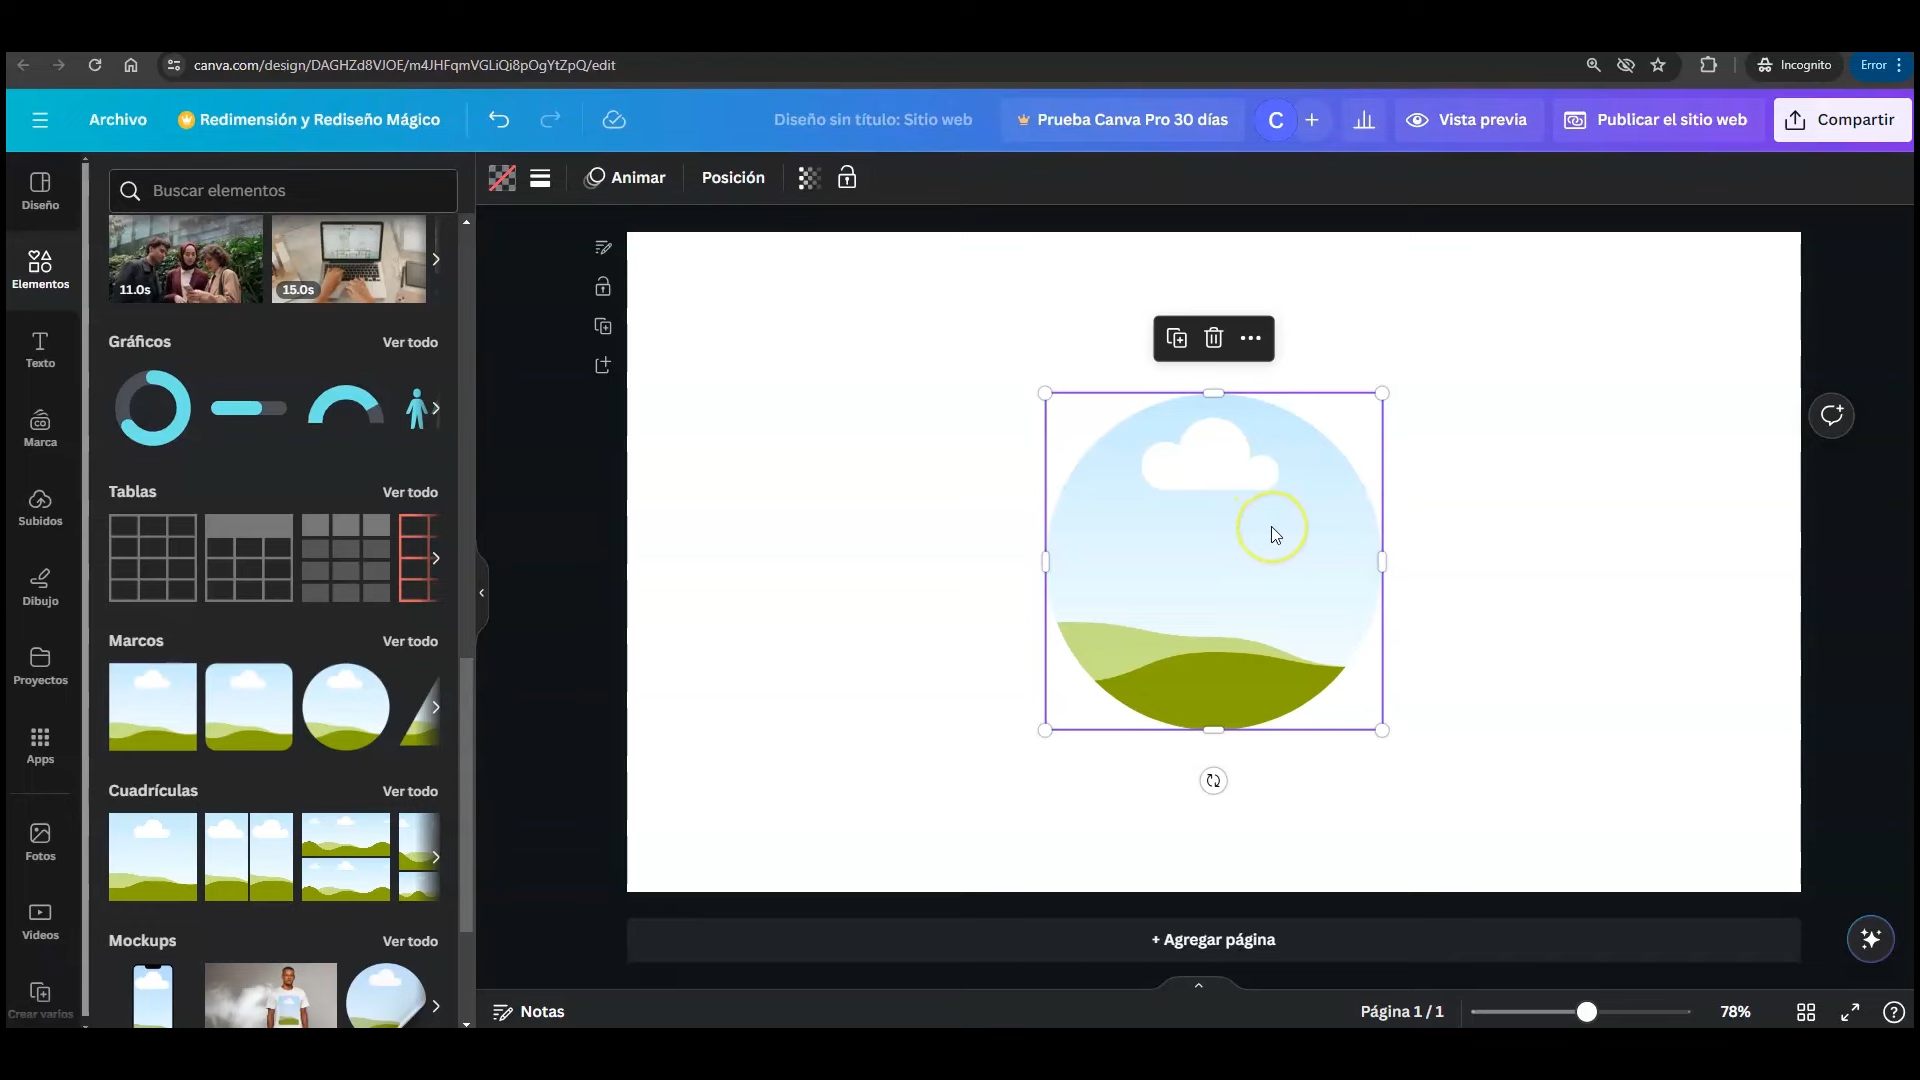 canva.com/design/DAGHZd8VJOE/m4JHFqmVGLiQi8pOgYtZpQ/edit
Incognito
Error
Archivo
Redimensión y Rediseño Mágico
Diseño sin título: Sitio web
Prueba Canva Pro 30 días
C
Vista previa
Publicar el sitio web
Compartir
Diseño
Elementos
Texto
Marca
Subidos
Dibujo
Proyectos
Apps
Fotos
Videos
Crear varios
Buscar elementos
11.0s
15.0s
Gráficos
Ver todo
Tablas
Ver todo
Marcos
Ver todo
Cuadrículas
Ver todo
Mockups
Ver todo
Animar
Posición
+ Agregar página
Notas
Página 1 / 1
78%